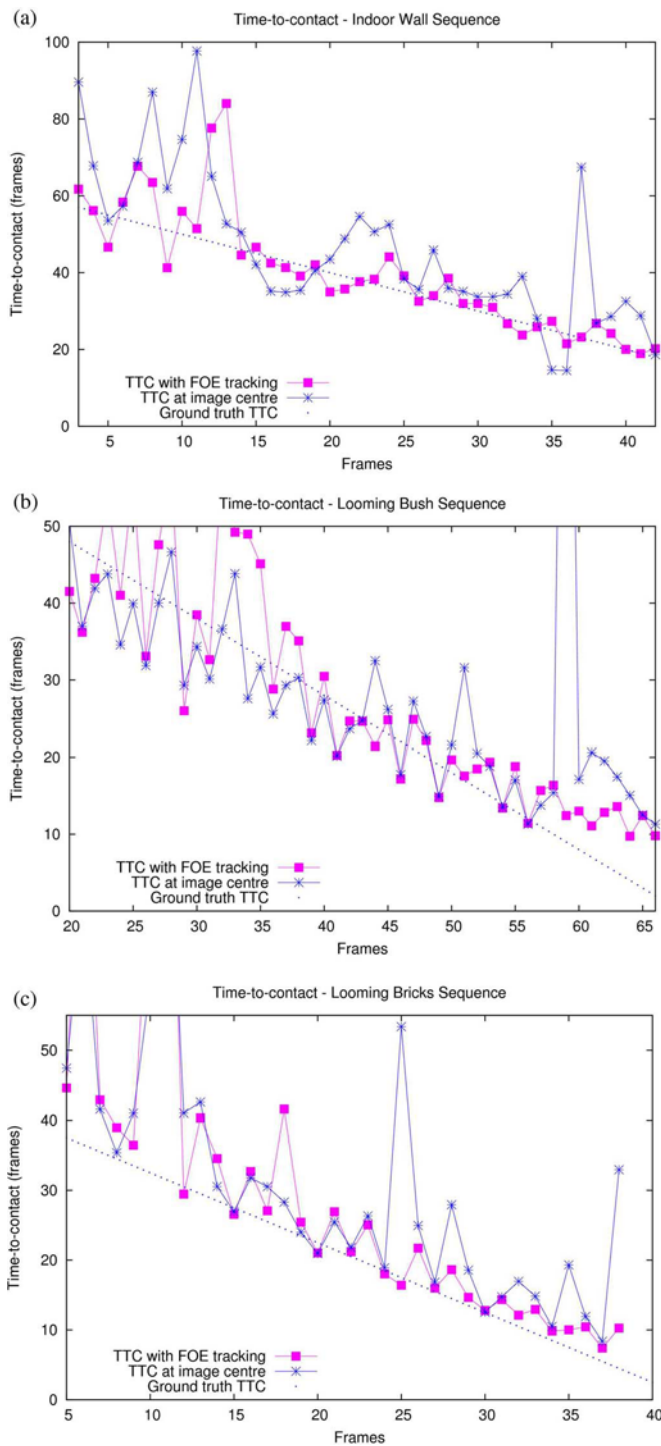 (a)
Time-to-contact - Indoor Wall Sequence
100
80
60
40
20
0
Time-to-contact (frames)
TTC with FOE tracking
TTC at image centre
Ground truth TTC
5 10 15 20 25 30 35 40
Frames
(b)
Time-to-contact - Looming Bush Sequence
50
40
30
20
10
0
Time-to-contact (frames)
TTC with FOE tracking
TTC at image centre
Ground truth TTC
20 25 30 35 40 45 50 55 60 65
Frames
(c)
Time-to-contact - Looming Bricks Sequence
50
40
30
20
10
0
Time-to-contact (frames)
TTC with FOE tracking
TTC at image centre
Ground truth TTC
5 10 15 20 25 30 35 40
Frames